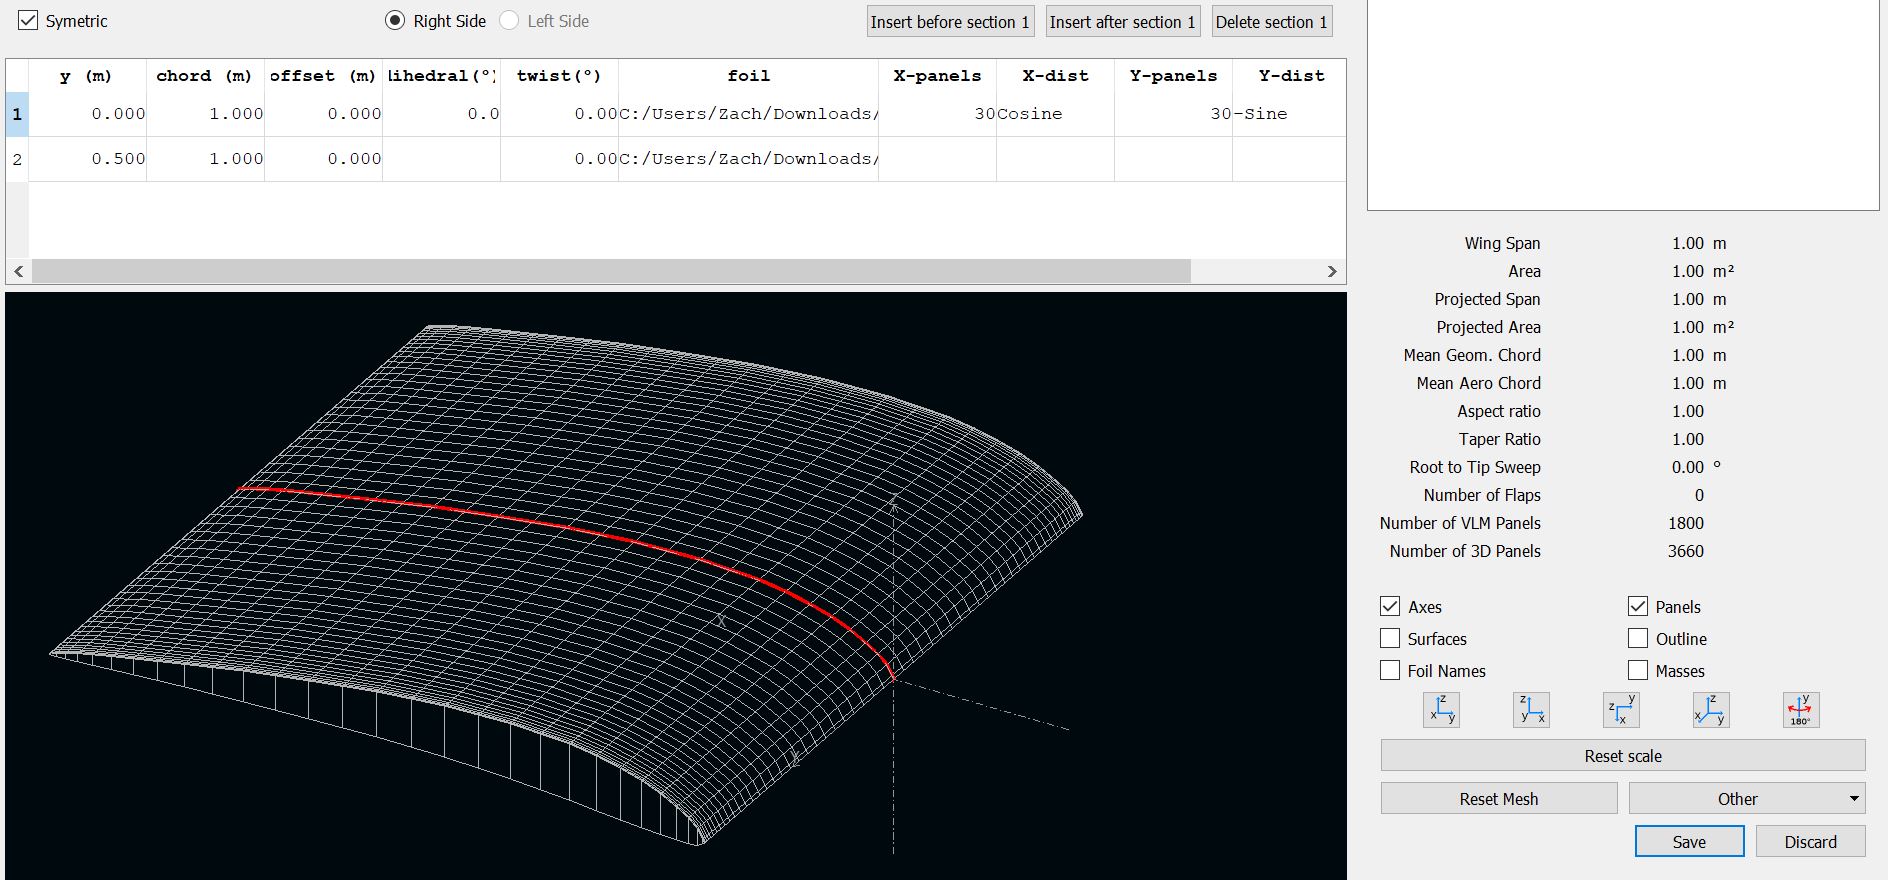 Symetric
Right Side
Left Side
Insert before section 1
Insert after section 1
Delete section 1
y (m) chord (m) offset (m) dihedral(°) twist(°) foil X-panels X-dist Y-panels Y-dist
1 0.000 1.000 0.000 0.0 0.00 C:/Users/Zach/Downloads/ 30 Cosine 30 -Sine
2 0.500 1.000 0.000 0.00 C:/Users/Zach/Downloads/
Wing Span 1.00 m
Area 1.00 m²
Projected Span 1.00 m
Projected Area 1.00 m²
Mean Geom. Chord 1.00 m
Mean Aero Chord 1.00 m
Aspect ratio 1.00
Taper Ratio 1.00
Root to Tip Sweep 0.00 °
Number of Flaps 0
Number of VLM Panels 1800
Number of 3D Panels 3660
Z
X
Y
Axes
Panels
Surfaces
Outline
Foil Names
Masses
z x y
z y x
y z x
z x y
y 180°
Reset scale
Reset Mesh
Other
Save
Discard